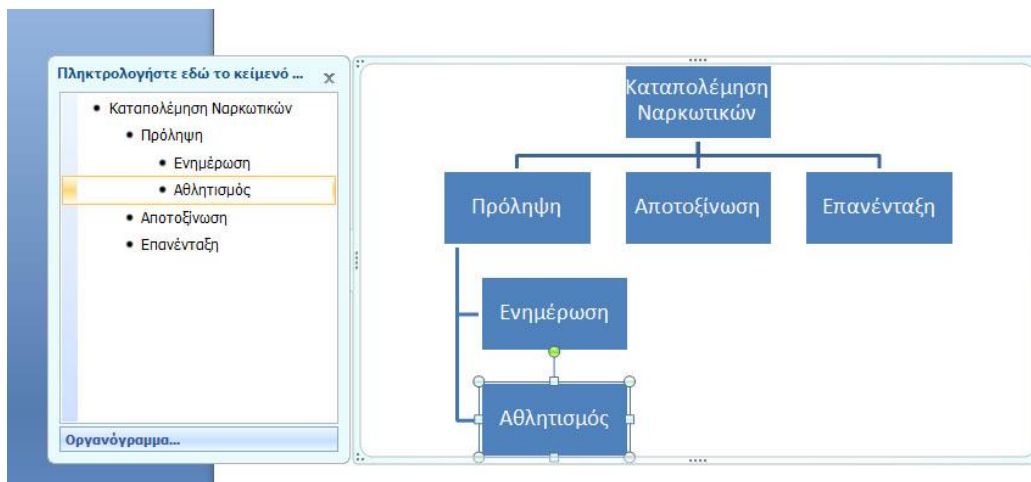 Πληκτρολογήστε εδώ το κείμενό ...
Καταπολέμηση Ναρκωτικών
Πρόληψη
Ενημέρωση
Αθλητισμός
Αποτοξίνωση
Επανένταξη
Οργανόγραμμα...
Καταπολέμηση
Ναρκωτικών
Πρόληψη
Αποτοξίνωση
Επανένταξη
Ενημέρωση
Αθλητισμός